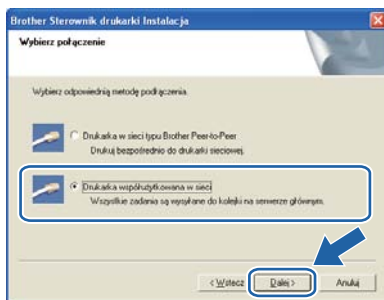 Brother Sterownik drukarki Instalacja
Wybierz połączenie
Wybierz odpowiednią metodę podłączenia.
Drukarka w sieci typu Brother Peer-to-Peer
Drukuj bezpośrednio do drukarki sieciowej.
Drukarka współużytkowana w sieci
Wszystkie zadania są wysyłane do kolejki na serwerze głównym.
< Wstecz Dalej > Anuluj